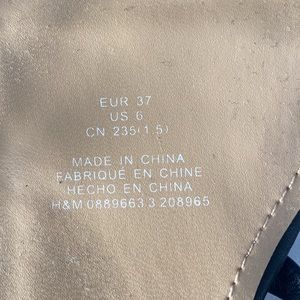 EUR 37
US 6
CN 235(1.5)
MADE IN CHINA
FABRIQUÉ EN CHINE
HECHO EN CHINA
H&M 0889663.3 208965